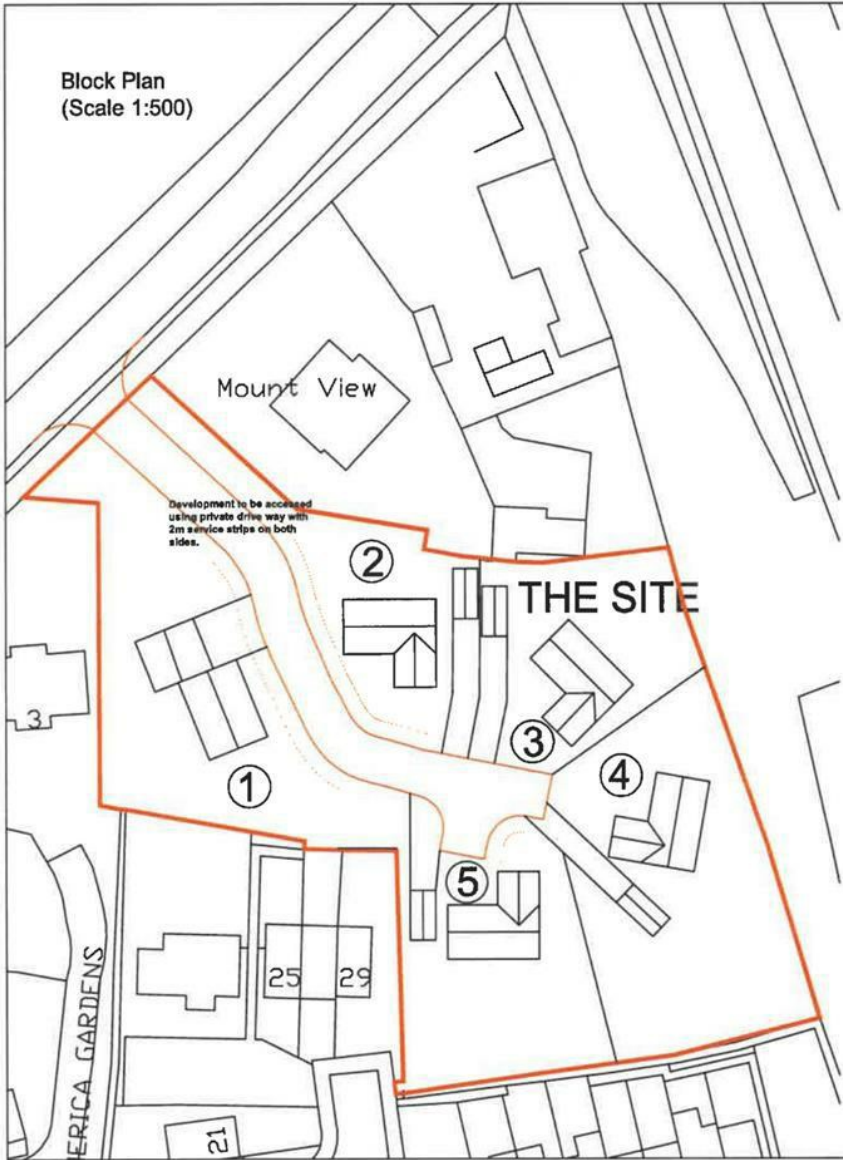 Block Plan
(Scale 1:500)
Mount View
Development to be accessed
using private drive way with
2m service strips on both
sides.
2
THE SITE
3
3
4
1
5
25
29
ERICA GARDENS
21